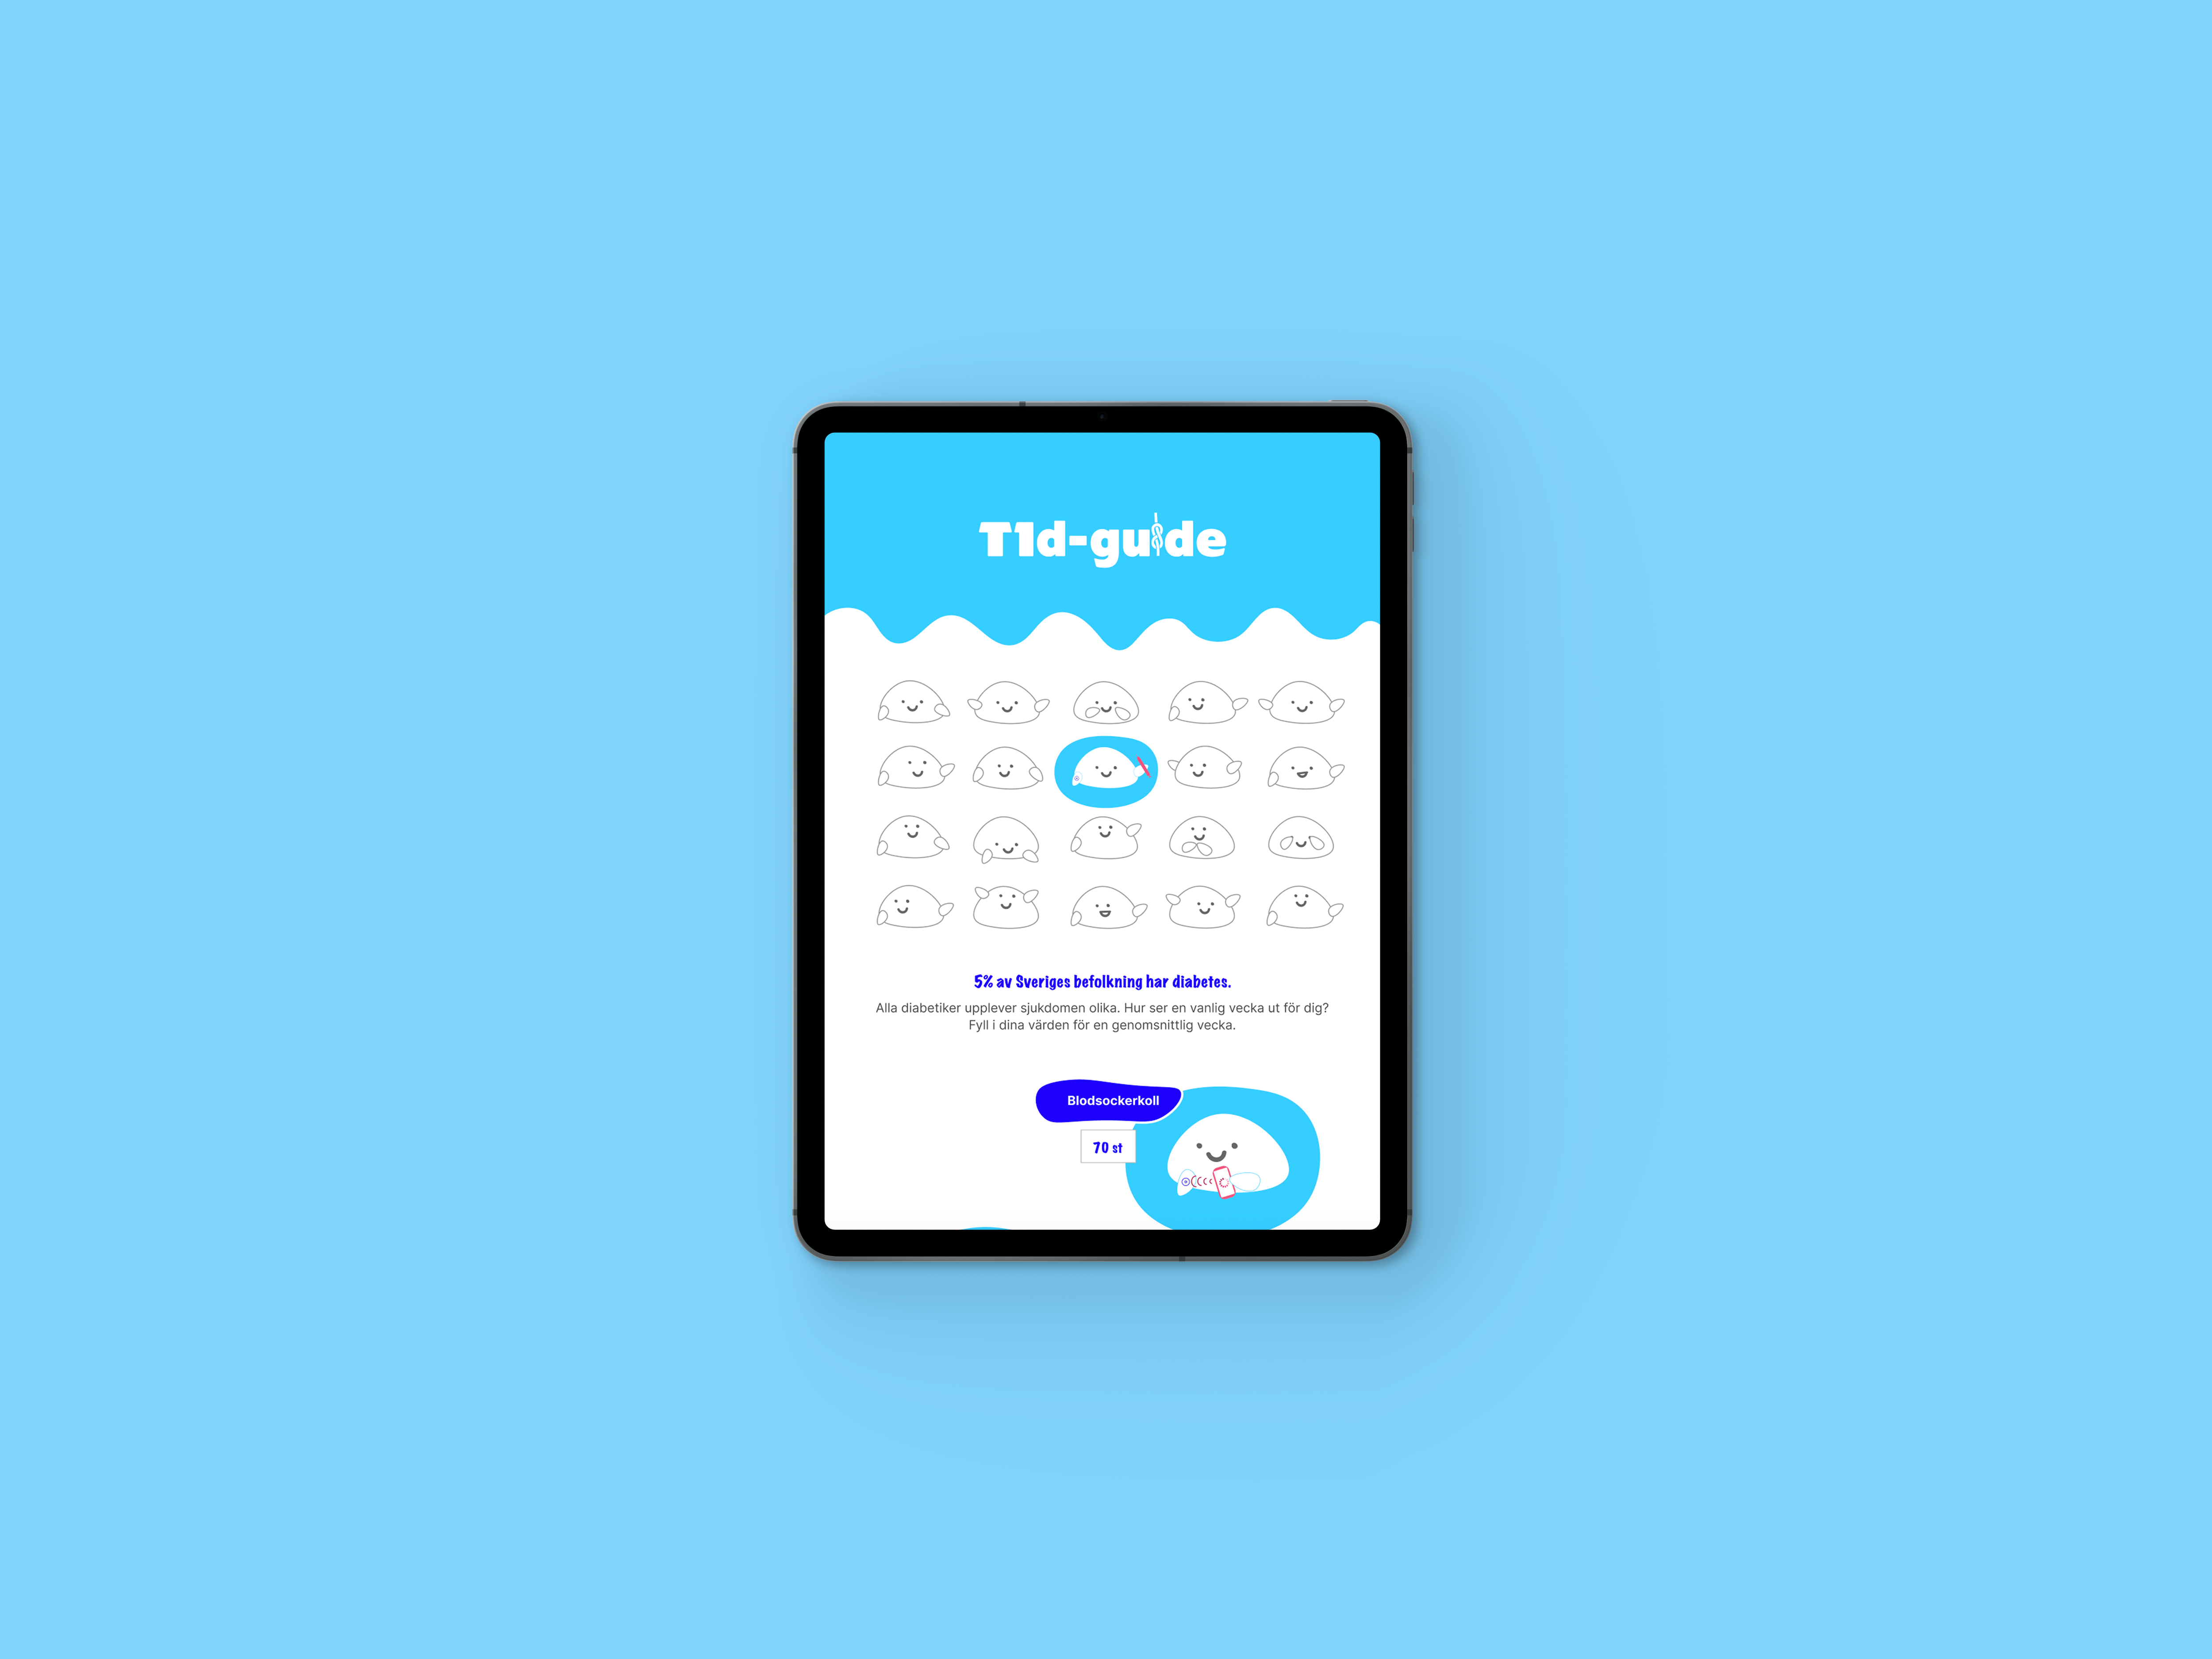 T1d-guide
5% av Sveriges befolkning har diabetes.
Alla diabetiker upplever sjukdomen olika. Hur ser en vanlig vecka ut för dig?
Fyll i dina värden för en genomsnittlig vecka.
Blodsockerkoll
70 st